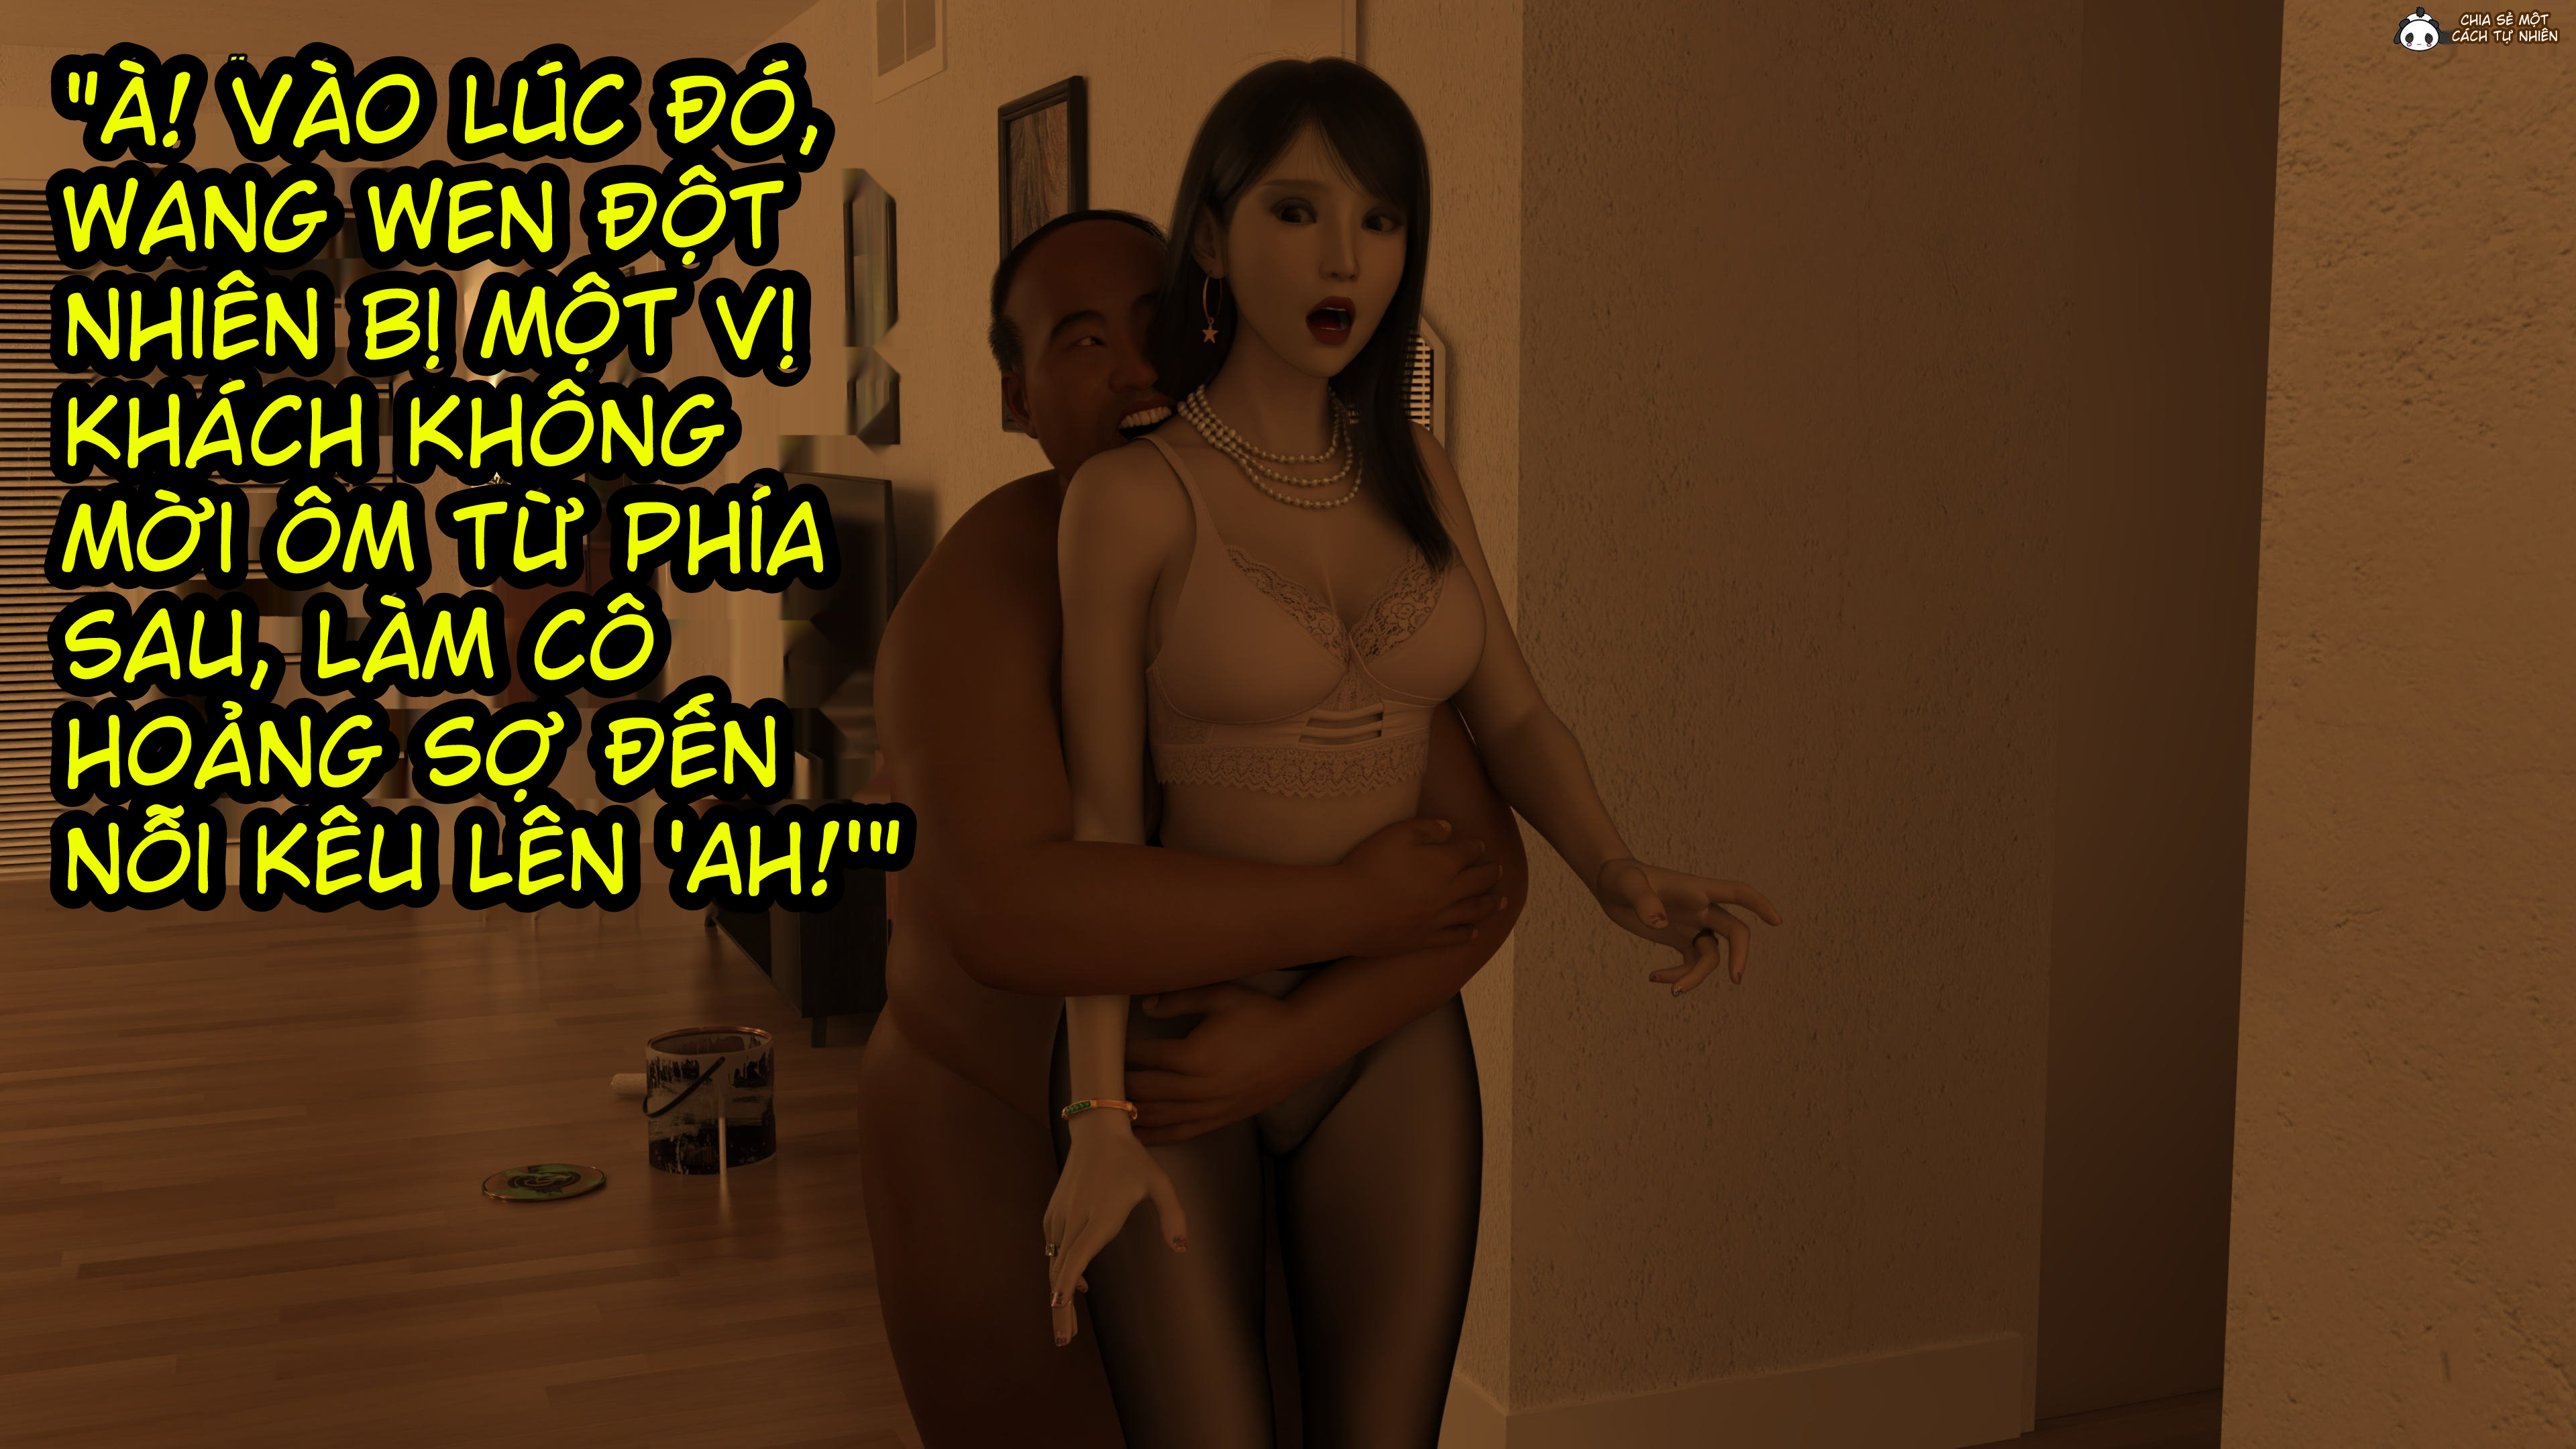 "À! VÀO LÚC ĐÓ,
WANG WEN ĐỘT
NHIÊN BỊ MỘT VỊ
KHÁCH KHÔNG
MỜI ÔM TỪ PHÍA
SAU, LÀM CÔ
HOẢNG SỢ ĐẾN
NỖI KÊU LÊN 'AH!'"
CHIA SẺ MỘT
CÁCH TỰ NHIÊN